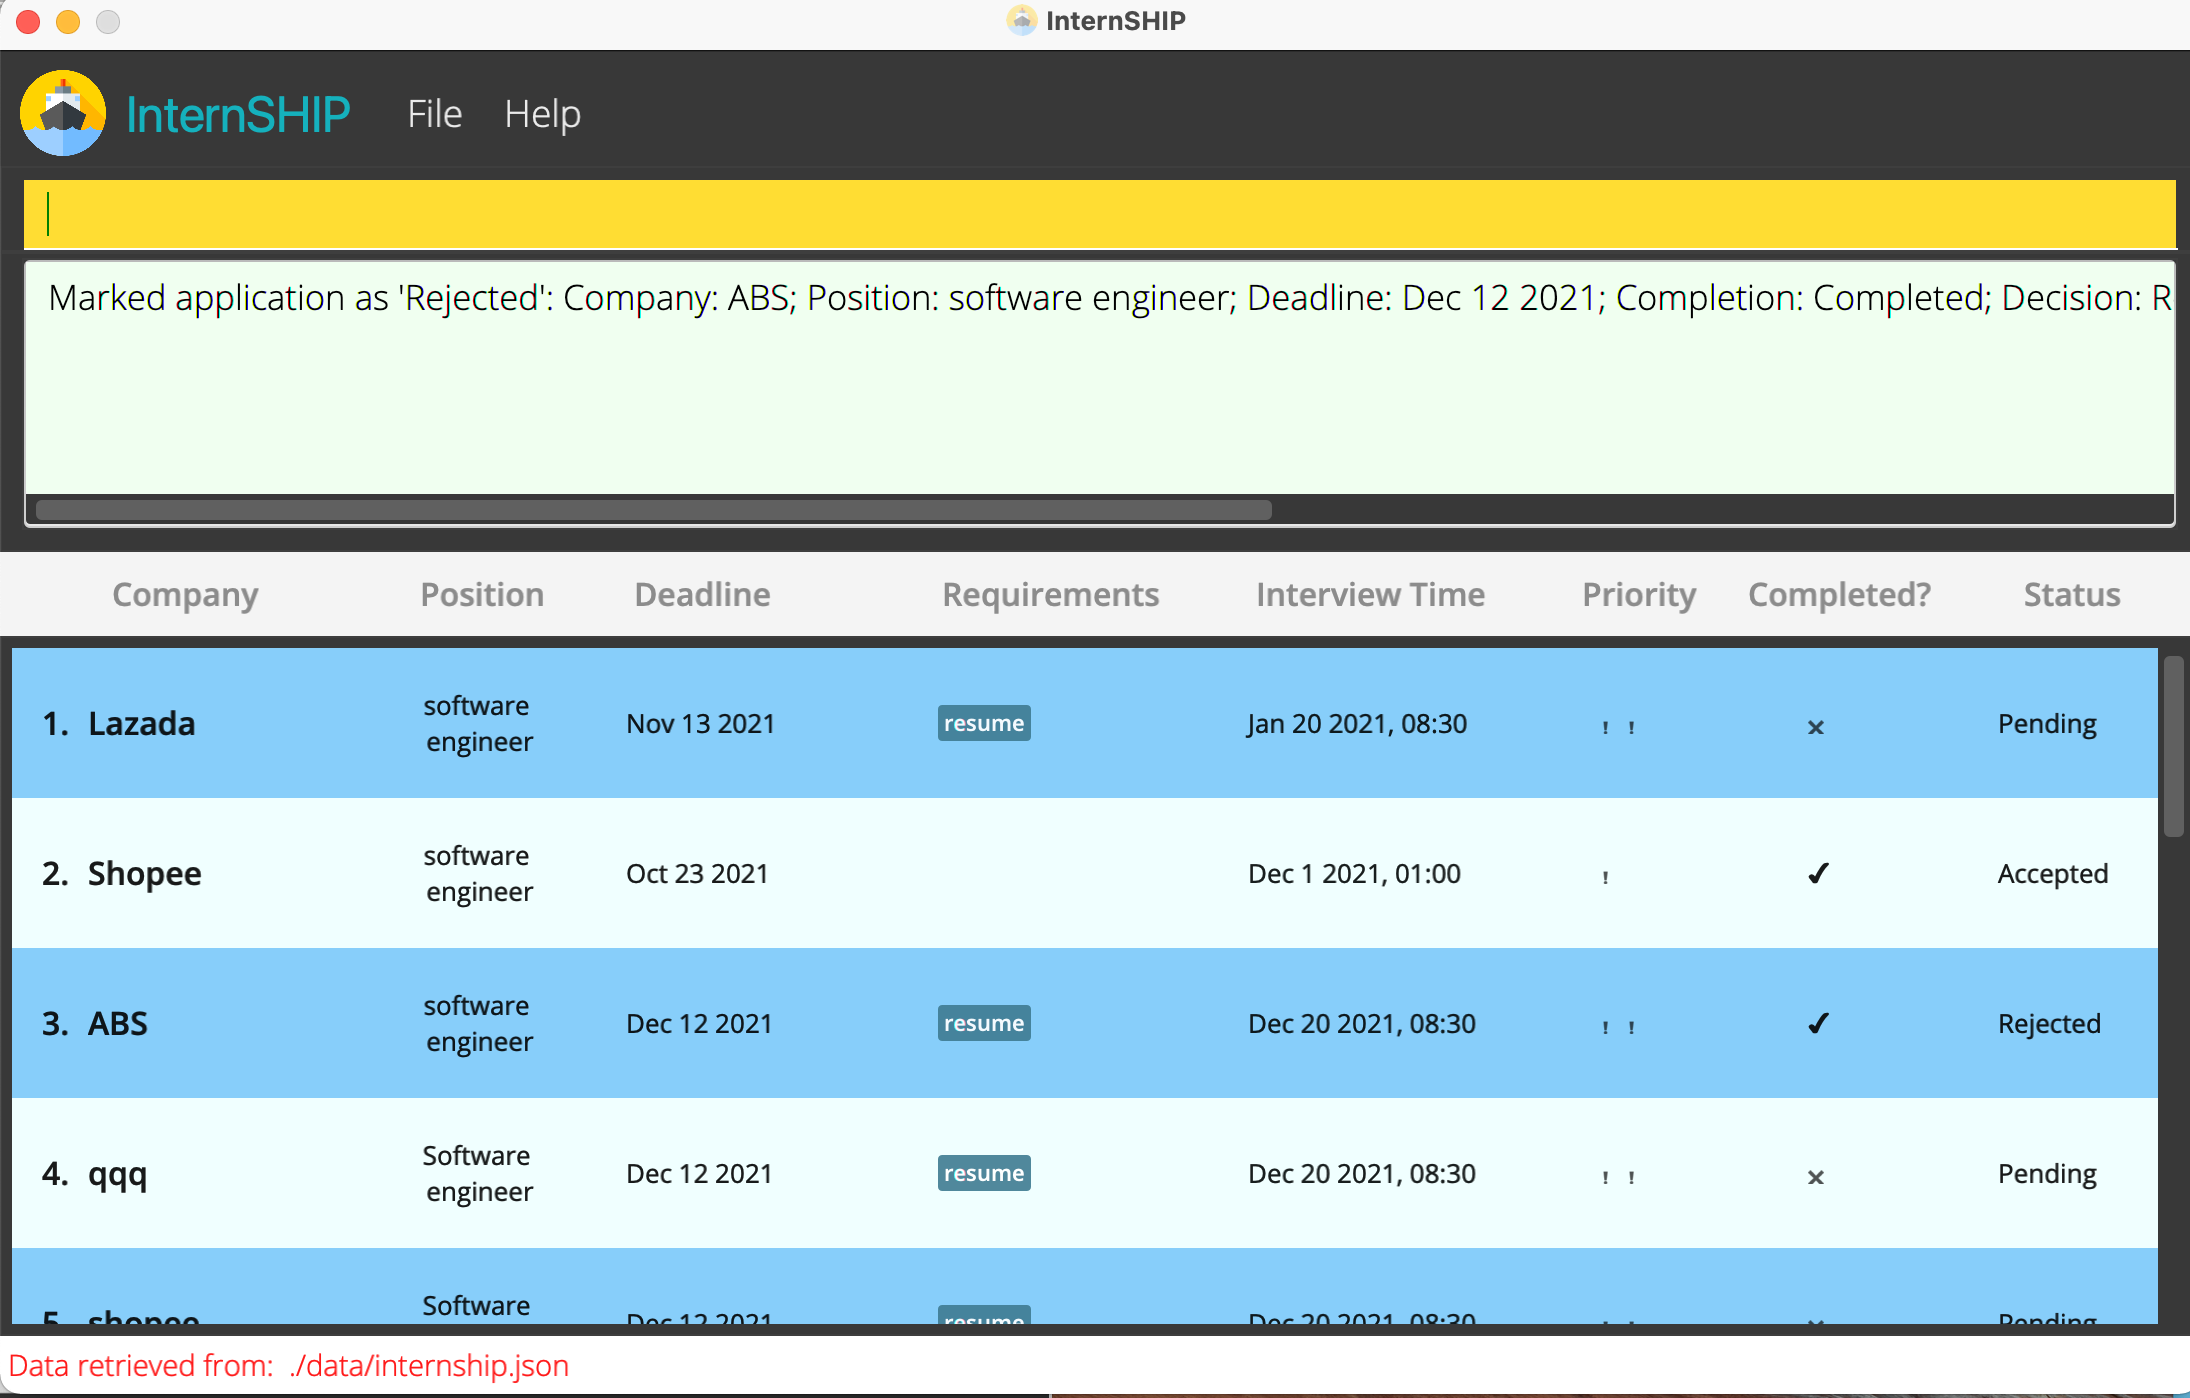 InternSHIP
InternSHIP File Help
Marked application as 'Rejected': Company: ABS; Position: software engineer; Deadline: Dec 12 2021; Completion: Completed; Decision: R
Company Position Deadline Requirements Interview Time Priority Completed? Status
1. Lazada software engineer Nov 13 2021 resume Jan 20 2021, 08:30 ! ! × Pending
2. Shopee software engineer Oct 23 2021 Dec 1 2021, 01:00 ! ✓ Accepted
3. ABS software engineer Dec 12 2021 resume Dec 20 2021, 08:30 ! ! ✓ Rejected
4. qqq Software engineer Dec 12 2021 resume Dec 20 2021, 08:30 ! ! × Pending
5. shopee Software Dec 12 2021 resume Dec 20 2021, 08:30 ! ! × Pending
Data retrieved from: ./data/internship.json